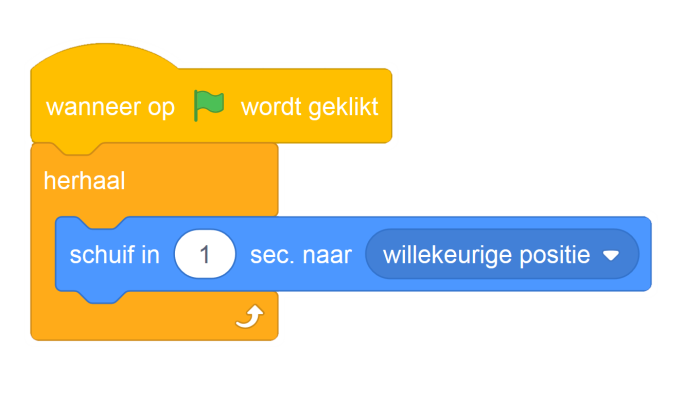 wanneer op wordt geklikt
herhaal
schuif in 1 sec. naar willekeurige positie